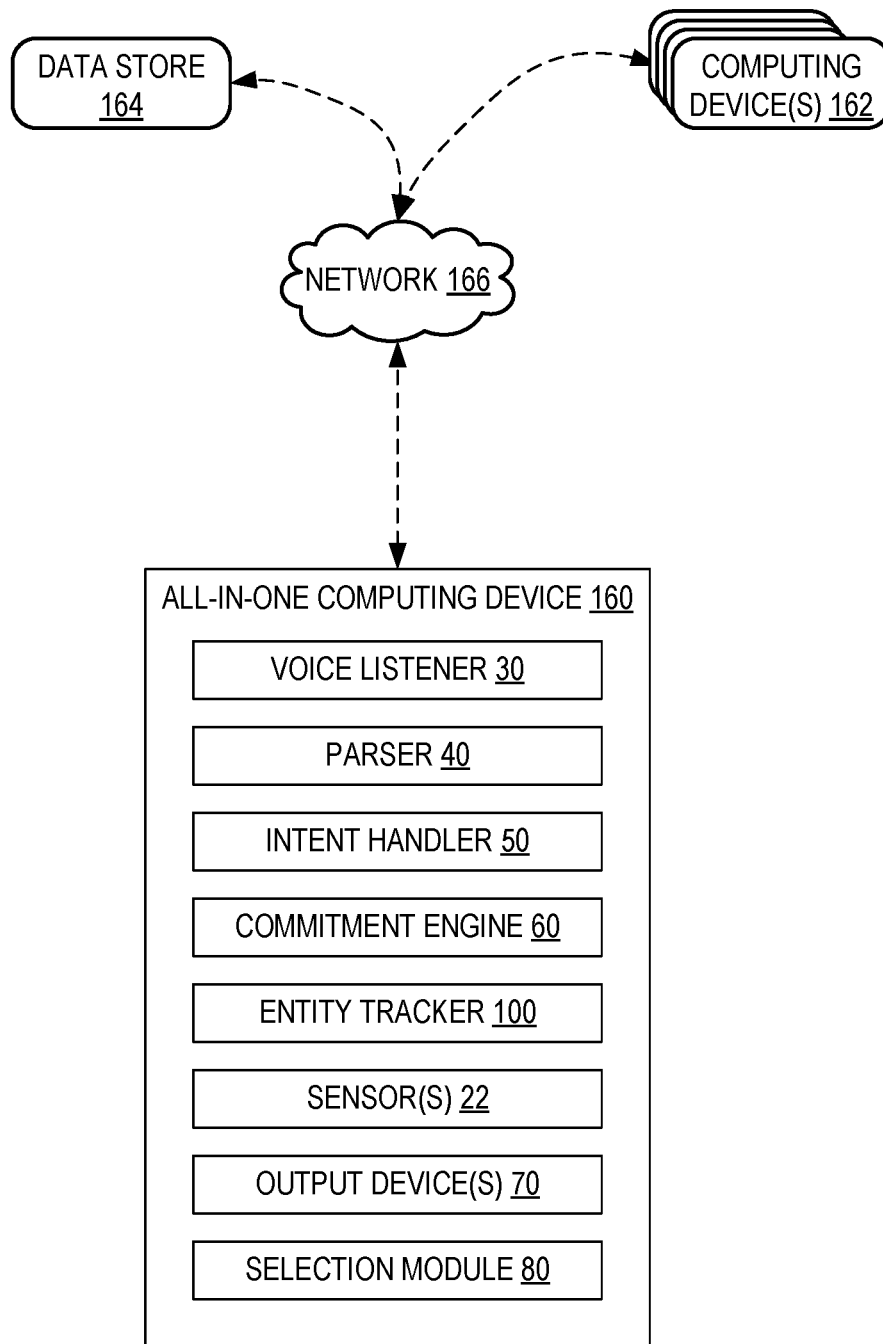 DATA STORE
164
COMPUTING
DEVICE(S) 162
NETWORK 166
ALL-IN-ONE COMPUTING DEVICE 160
VOICE LISTENER 30
PARSER 40
INTENT HANDLER 50
COMMITMENT ENGINE 60
ENTITY TRACKER 100
SENSOR(S) 22
OUTPUT DEVICE(S) 70
SELECTION MODULE 80